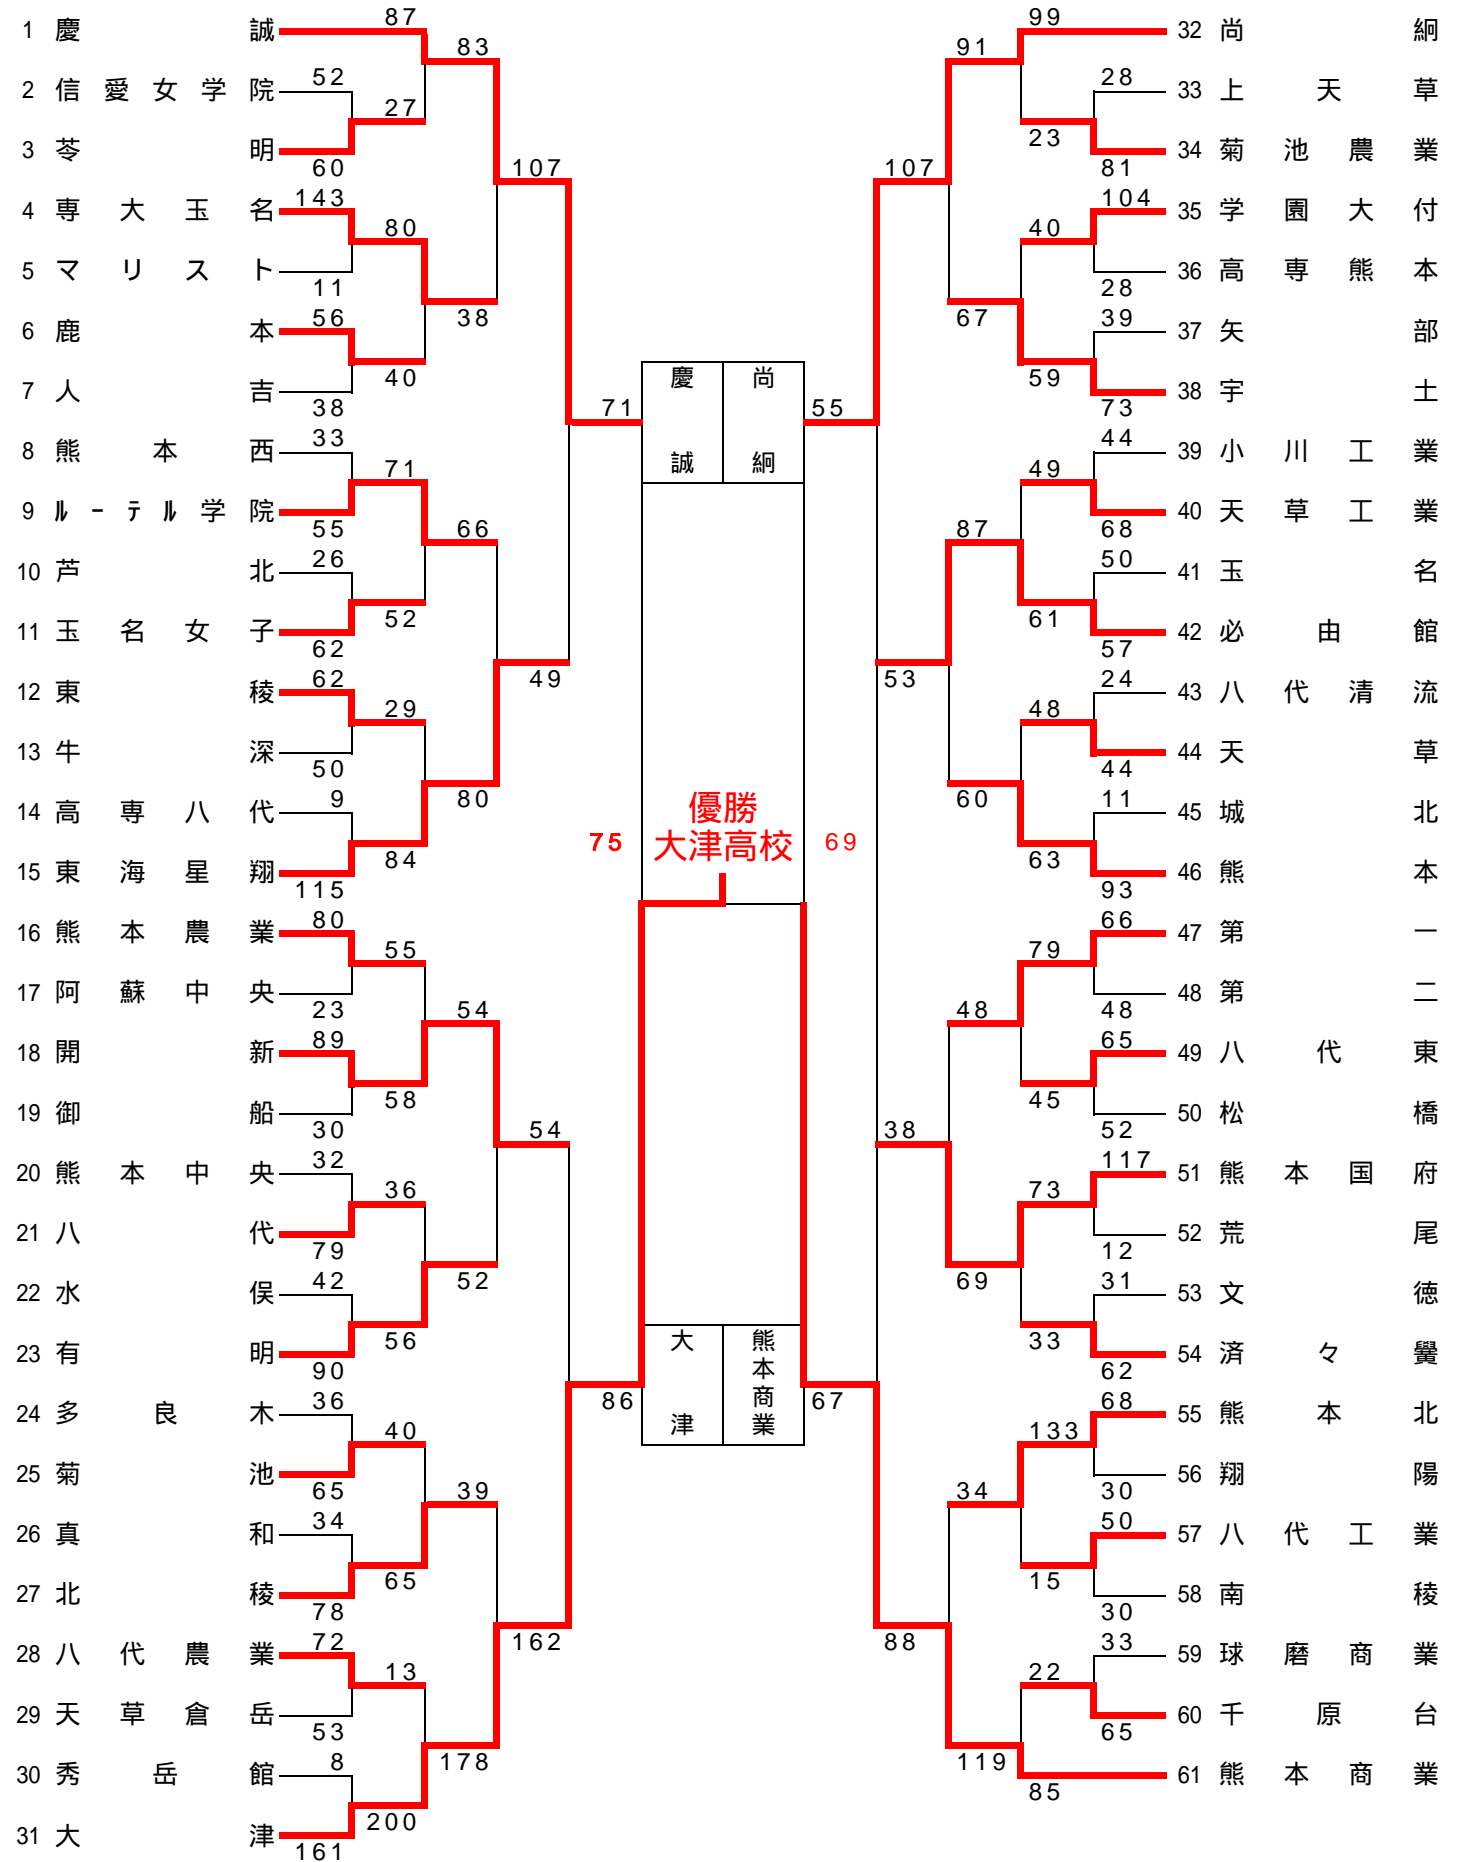 1 慶誠 87
2 信愛女学院 52
3 苓明 60
4 専大玉名 143
5 マリスト 11
6 鹿本 56
7 人吉 38
8 熊本西 33
9 ﾙｰﾃﾙ学院 55
10 芦北 26
11 玉名女子 62
12 東稜 62
13 牛深 50
14 高専八代 9
15 東海星翔 115
16 熊本農業 80
17 阿蘇中央 23
18 開新 89
19 御船 30
20 熊本中央 32
21 八代 79
22 水俣 42
23 有明 90
24 多良木 36
25 菊池 65
26 真和 34
27 北稜 78
28 八代農業 72
29 天草倉岳 53
30 秀岳館 8
31 大津 161
27
80
40
71
52
29
84
55
58
36
56
40
65
13
200
83
38
66
80
54
52
39
178
107
49
54
162
71
86
慶誠
尚絅
優勝
大津高校
75
69
大津
熊本商業
55
67
107
53
38
88
91
67
87
60
48
69
34
119
23
40
59
49
61
48
63
79
45
73
33
133
15
22
99 32 尚絅
28 33 上天草
81 34 菊池農業
104 35 学園大付
28 36 高専熊本
39 37 矢部
73 38 宇土
44 39 小川工業
68 40 天草工業
50 41 玉名
57 42 必由館
24 43 八代清流
44 44 天草
11 45 城北
93 46 熊本
66 47 第一
48 48 第二
65 49 八代東
52 50 松橋
117 51 熊本国府
12 52 荒尾
31 53 文徳
62 54 済々黌
68 55 熊本北
30 56 翔陽
50 57 八代工業
30 58 南稜
33 59 球磨商業
65 60 千原台
85 61 熊本商業